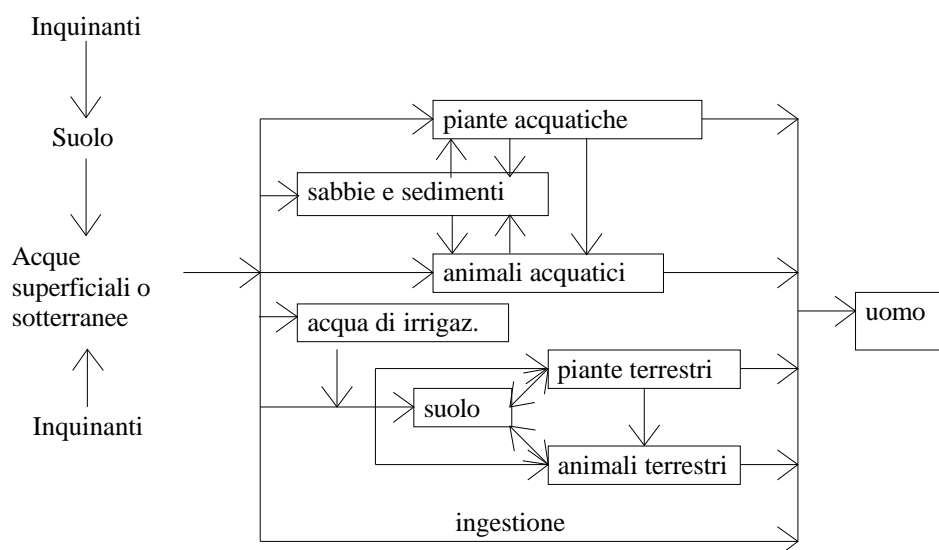 Inquinanti
Suolo
Acque
superficiali o
sotterranee
Inquinanti
piante acquatiche
sabbie e sedimenti
animali acquatici
acqua di irrigaz.
piante terrestri
suolo
animali terrestri
ingestione
uomo